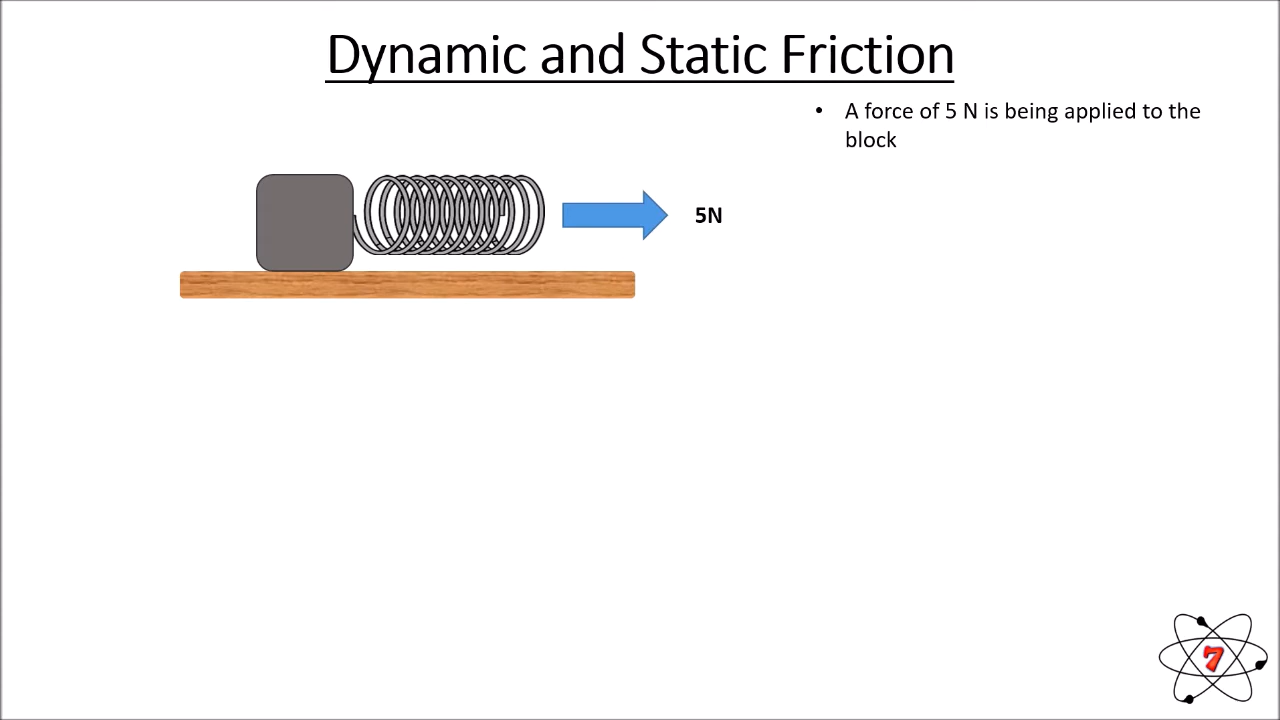 Dynamic and Static Friction
• A force of 5 N is being applied to the
block
5N
7